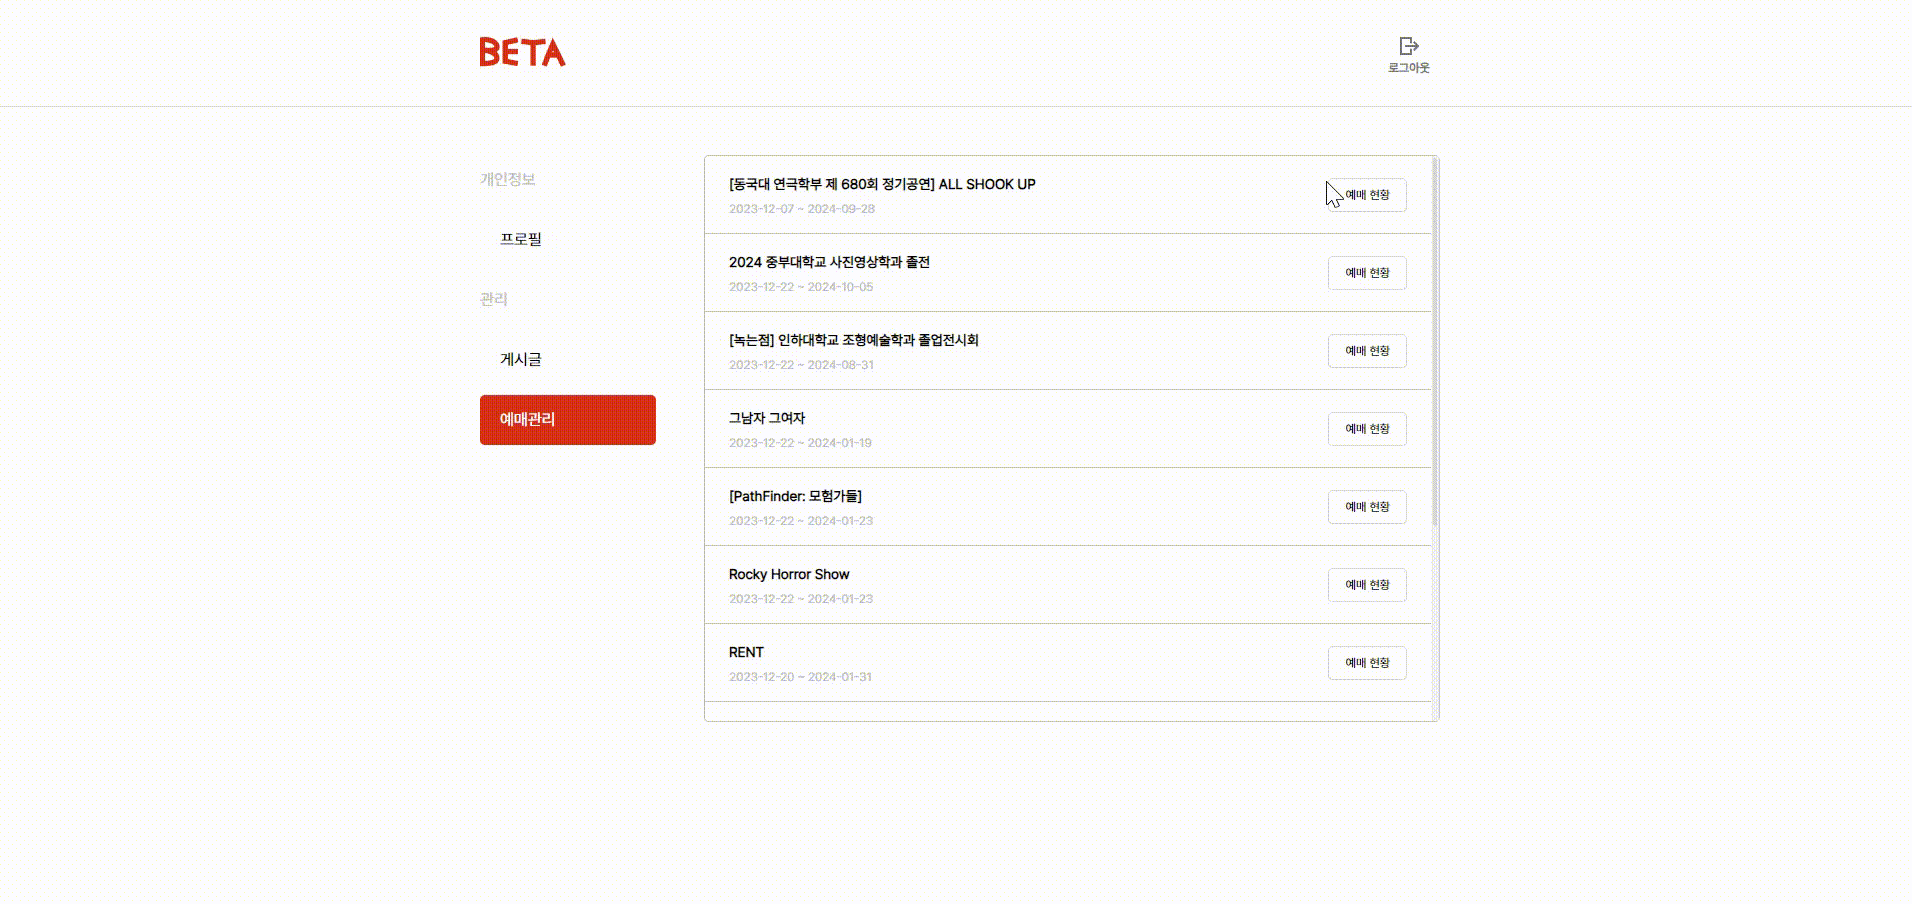 BETA
로그아웃
개인정보
프로필
관리
게시글
예매관리
[동국대 연극학부 제 680회 정기공연] ALL SHOOK UP
2023-12-07 ~ 2024-09-28
예매 현황
2024 중부대학교 사진영상학과 졸전
2023-12-22 ~ 2024-10-05
예매 현황
[녹는점] 인하대학교 조형예술학과 졸업전시회
2023-12-22 ~ 2024-08-31
예매 현황
그남자 그여자
2023-12-22 ~ 2024-01-19
예매 현황
[PathFinder: 모험가들]
2023-12-22 ~ 2024-01-23
예매 현황
Rocky Horror Show
2023-12-22 ~ 2024-01-23
예매 현황
RENT
2023-12-20 ~ 2024-01-31
예매 현황